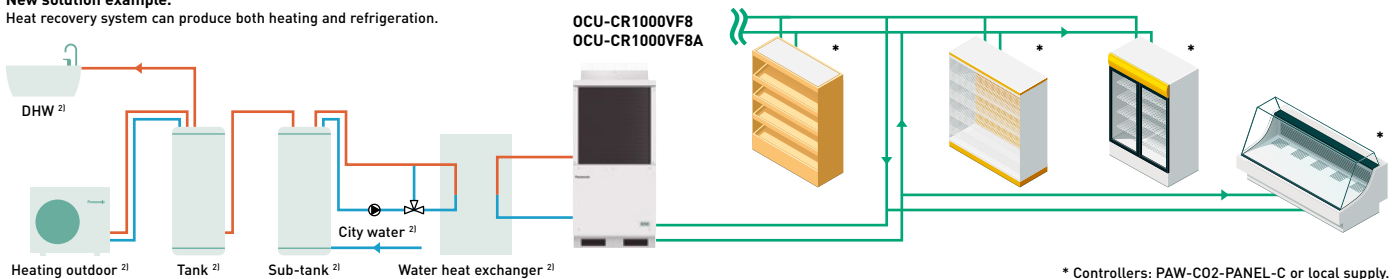 New solution example:
Heat recovery system can produce both heating and refrigeration.
OCU-CR1000VF8
OCU-CR1000VF8A
*
*
*
*
DHW 2)
City water 2)
Heating outdoor 2)
Tank 2)
Sub-tank 2)
Water heat exchanger 2)
Panasonic
Panasonic
* Controllers: PAW-CO2-PANEL-C or local supply.